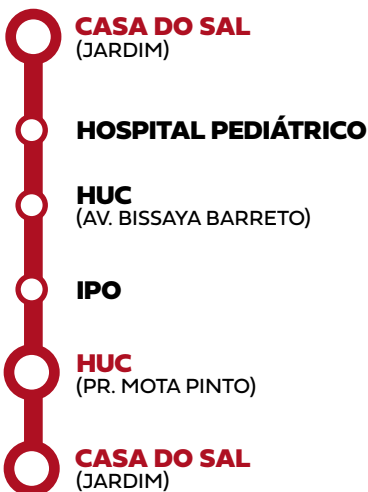 CASA DO SAL
(JARDIM)
HOSPITAL PEDIÁTRICO
HUC
(AV. BISSAYA BARRETO)
IPO
HUC
(PR. MOTA PINTO)
CASA DO SAL
(JARDIM)